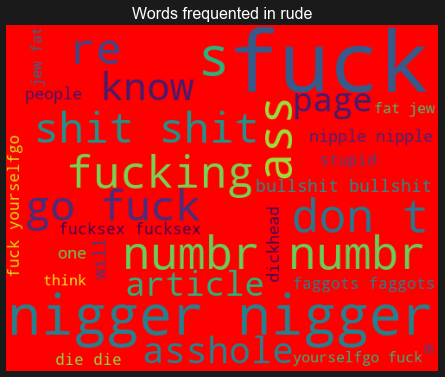 Words frequented in rude
jew fat
re
s
fuck
people
know
page
fat jew
shit shit
ass
nipple nipple
stupid
fucking
bullshit bullshit
fuck yourselfgo
go fuck
don t
fucksex fucksex
dickhead
one
will
numbr numbr
think
article
faggots faggots
nigger nigger
die die
asshole
yourselfgo fuck
m